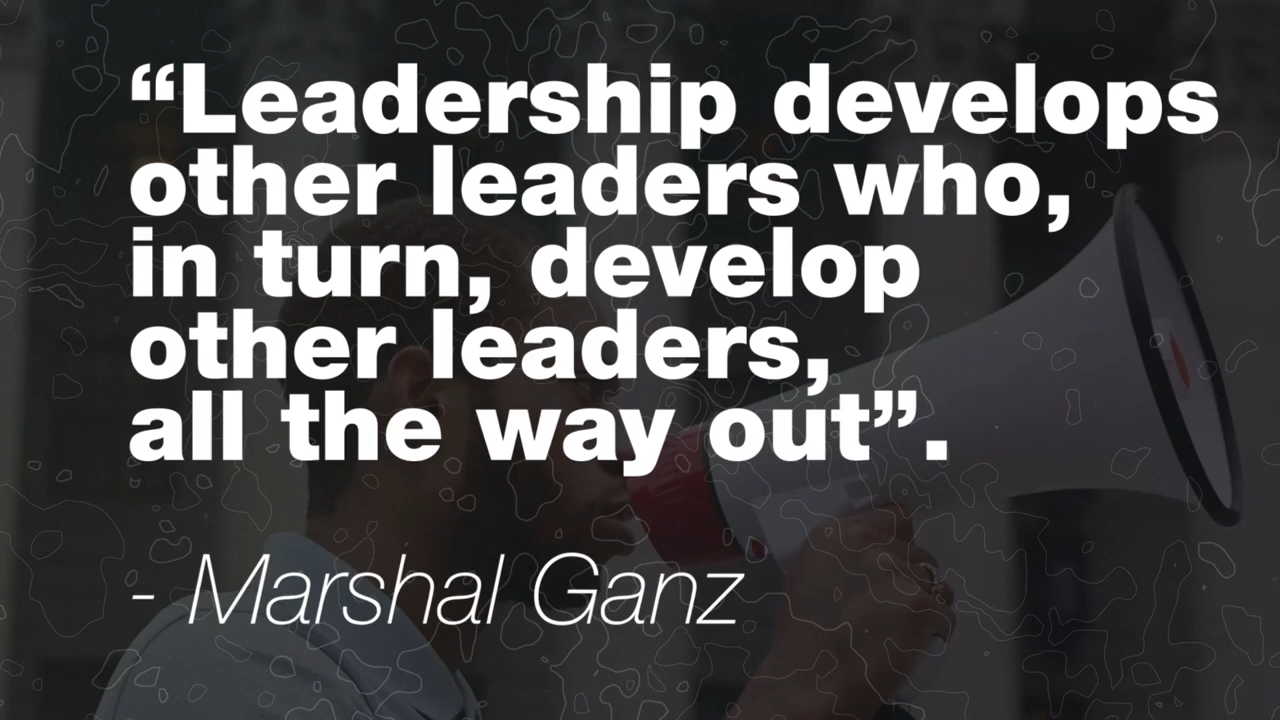 “Leadership develops
other leaders who,
in turn, develop
other leaders,
all the way out”.
- Marshal Ganz